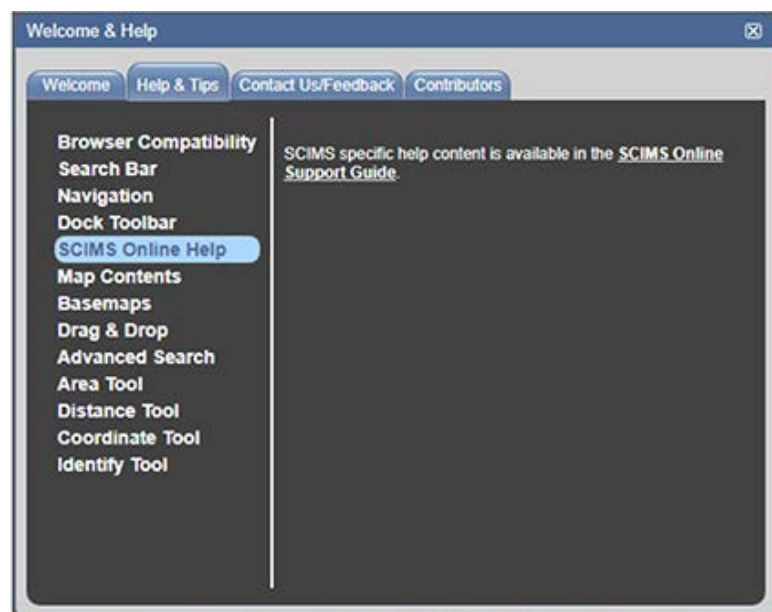 Welcome & Help
Welcome
Help & Tips
Contact Us/Feedback
Contributors
Browser Compatibility
Search Bar
Navigation
Dock Toolbar
SCIMS Online Help
Map Contents
Basemaps
Drag & Drop
Advanced Search
Area Tool
Distance Tool
Coordinate Tool
Identify Tool
SCIMS specific help content is available in the SCIMS Online
Support Guide.